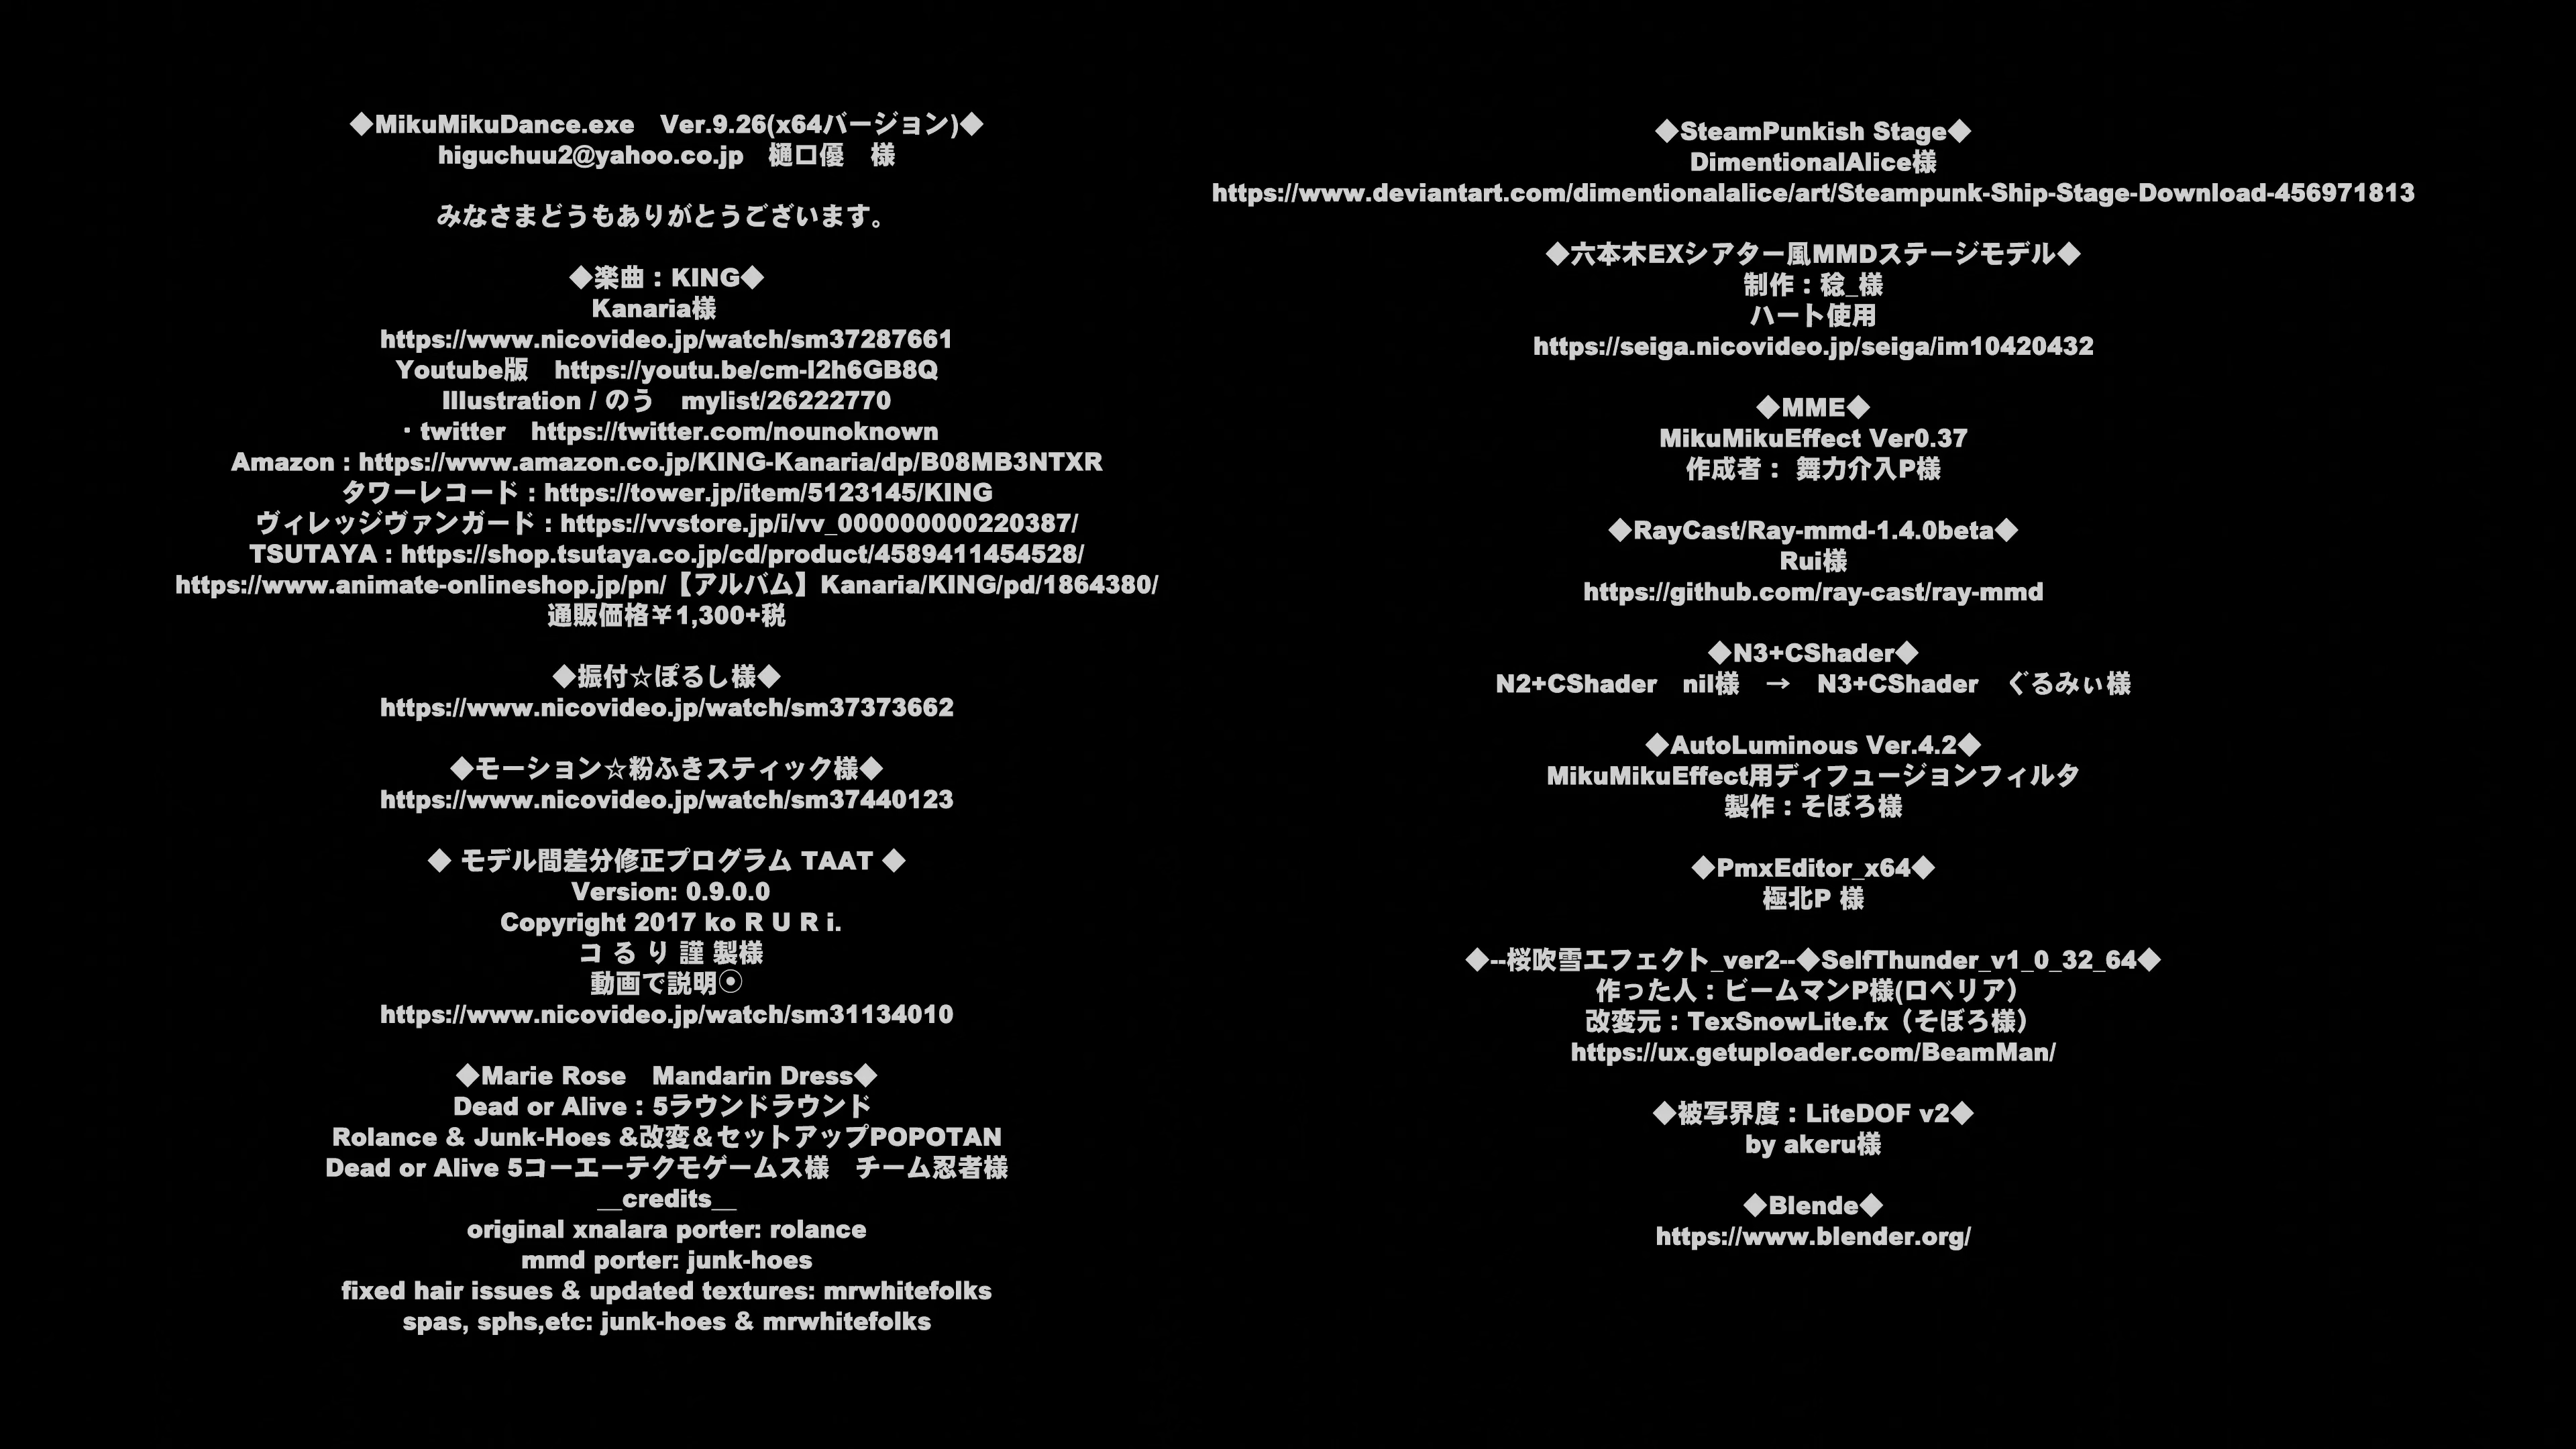 ◆MikuMikuDance.exe　Ver.9.26(x64バージョン)◆
higuchuu2@yahoo.co.jp　樋口優　様
みなさまどうもありがとうございます。
◆楽曲：KING◆
Kanaria様
https://www.nicovideo.jp/watch/sm37287661
Youtube版　https://youtu.be/cm-l2h6GB8Q
Illustration / のう　mylist/26222770
・twitter　https://twitter.com/nounoknown
Amazon : https://www.amazon.co.jp/KING-Kanaria/dp/B08MB3NTXR
タワーレコード : https://tower.jp/item/5123145/KING
ヴィレッジヴァンガード : https://vvstore.jp/i/vv_000000000220387/
TSUTAYA : https://shop.tsutaya.co.jp/cd/product/4589411454528/
https://www.animate-onlineshop.jp/pn/【アルバム】Kanaria/KING/pd/1864380/
通販価格￥1,300+税
◆振付☆ぽるし様◆
https://www.nicovideo.jp/watch/sm37373662
◆モーション☆粉ふきスティック様◆
https://www.nicovideo.jp/watch/sm37440123
◆ モデル間差分修正プログラム TAAT ◆
Version: 0.9.0.0
Copyright 2017 ko R U R i.
コ る り 謹 製様
動画で説明⦿
https://www.nicovideo.jp/watch/sm31134010
◆Marie Rose　Mandarin Dress◆
Dead or Alive : 5ラウンドラウンド
Rolance & Junk-Hoes &改変＆セットアップPOPOTAN
Dead or Alive 5コーエーテクモゲームス様　チーム忍者様
__credits__
original xnalara porter: rolance
mmd porter: junk-hoes
fixed hair issues & updated textures: mrwhitefolks
spas, sphs,etc: junk-hoes & mrwhitefolks
◆SteamPunkish Stage◆
DimentionalAlice様
https://www.deviantart.com/dimentionalalice/art/Steampunk-Ship-Stage-Download-456971813
◆六本木EXシアター風MMDステージモデル◆
制作：稔_様
ハート使用
https://seiga.nicovideo.jp/seiga/im10420432
◆MME◆
MikuMikuEffect Ver0.37
作成者： 舞力介入P様
◆RayCast/Ray-mmd-1.4.0beta◆
Rui様
https://github.com/ray-cast/ray-mmd
◆N3+CShader◆
N2+CShader　nil様　→　N3+CShader　ぐるみぃ様
◆AutoLuminous Ver.4.2◆
MikuMikuEffect用ディフュージョンフィルタ
製作：そぼろ様
◆PmxEditor_x64◆
極北P 様
◆--桜吹雪エフェクト_ver2--◆SelfThunder_v1_0_32_64◆
作った人：ビームマンP様(ロベリア）
改変元：TexSnowLite.fx（そぼろ様）
https://ux.getuploader.com/BeamMan/
◆被写界度：LiteDOF v2◆
by akeru様
◆Blende◆
https://www.blender.org/